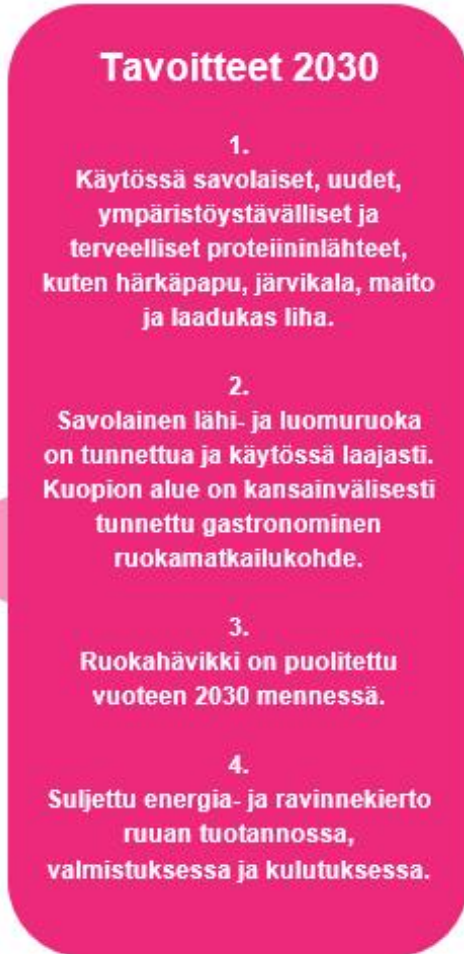 Tavoitteet 2030
1.
Käytössä savolaiset, uudet,
ympäristöystävälliset ja
terveelliset proteiininlähteet,
kuten härkäpapu, järvikala, maito
ja laadukas liha.
2.
Savolainen lähi- ja luomuruoka
on tunnettua ja käytössä laajasti.
Kuopion alue on kansainvälisesti
tunnettu gastronominen
ruokamatkailukohde.
3.
Ruokahävikki on puolitettu
vuoteen 2030 mennessä.
4.
Suljettu energia- ja ravinnekierto
ruuan tuotannossa,
valmistuksessa ja kulutuksessa.